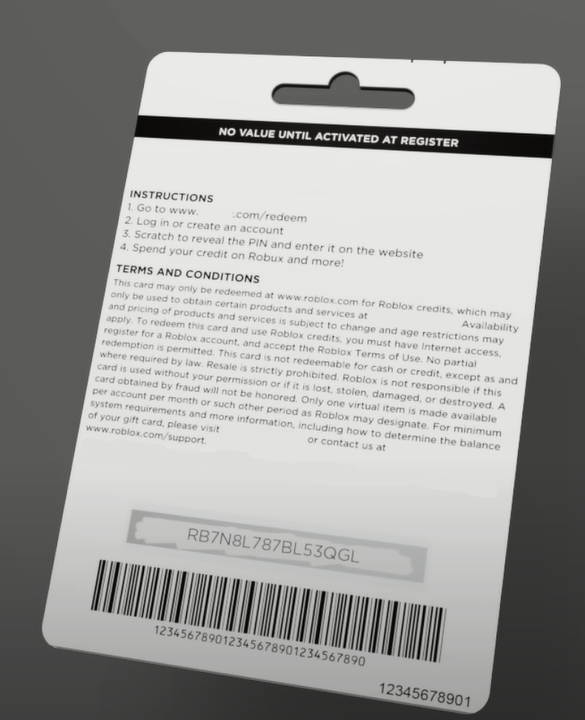 NO VALUE UNTIL ACTIVATED AT REGISTER
INSTRUCTIONS
1. Go to www. .com/redeem
2. Log in or create an account
3. Scratch to reveal the PIN and enter it on the website
4. Spend your credit on Robux and more!
TERMS AND CONDITIONS
This card may only be redeemed at www.roblox.com for Roblox credits, which may
only be used to obtain certain products and services at Availability
and pricing of products and services is subject to change and age restrictions may
apply. To redeem this card and use Roblox credits, you must have Internet access,
register for a Roblox account, and accept the Roblox Terms of Use. No partial
redemption is permitted. This card is not redeemable for cash or credit, except as and
where required by law. Resale is strictly prohibited. Roblox is not responsible if this
card is used without your permission or if it is lost, stolen, damaged, or destroyed. A
card obtained by fraud will not be honored. Only one virtual item is made available
per account per month or such other period as Roblox may designate. For minimum
system requirements and more information, including how to determine the balance
of your gift card, please visit or contact us at
www.roblox.com/support.
RB7N8L787BL53QGL
123456789012345678901234567890
12345678901